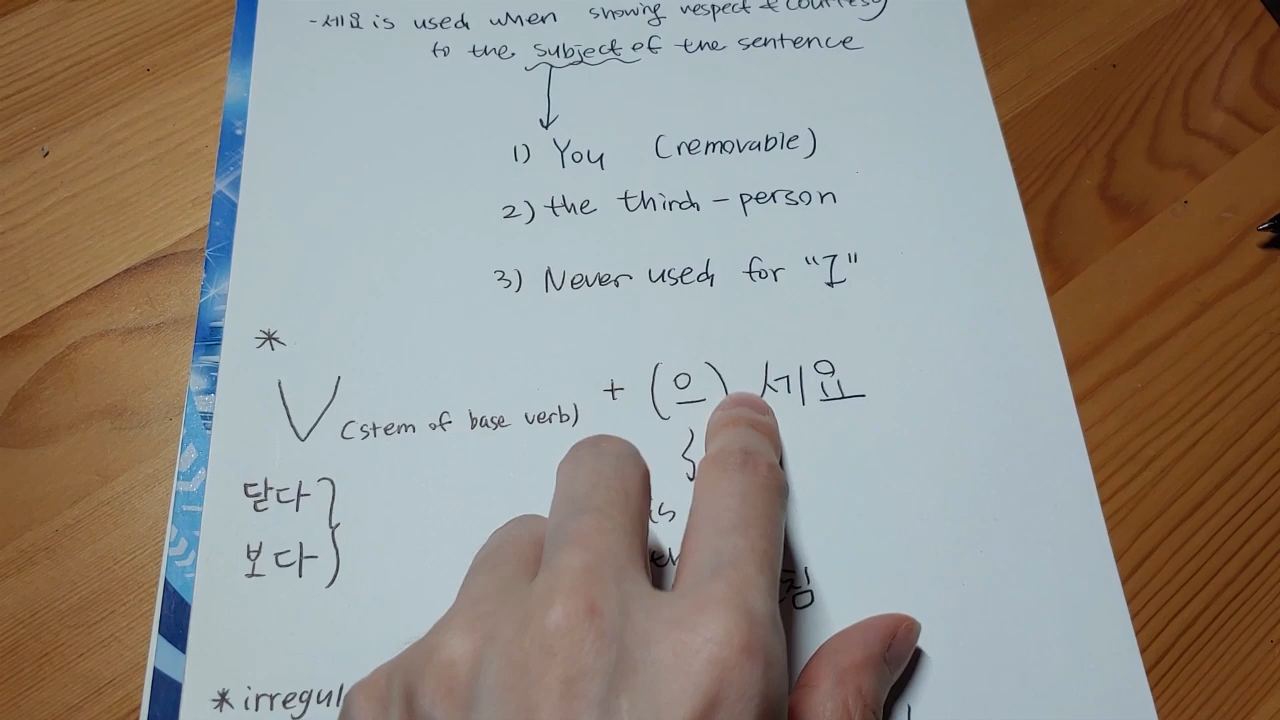 -세요 is used when showing respect & courtesy
to the subject of the sentence
1) You (removable)
2) the third-person
3) Never used for "I"
*
V (stem of base verb) + (으) 세요
닫다
보다
*irregul